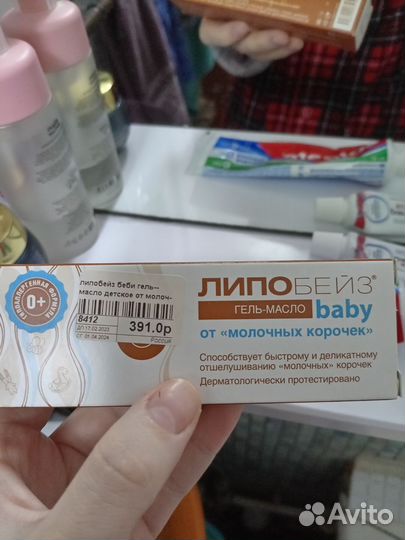 ГИПОАЛЛЕРГЕННАЯ ФОРМУЛА
0+
липобейз беби гель--
масло детское от молоч-
8412
391.0р
Россия
ЛИПОБЕЙЗ®
ГЕЛЬ-МАСЛО
baby
от «молочных корочек»
Способствует быстрому и деликатному
отшелушиванию «молочных» корочек
Дерматологически протестировано
Avito